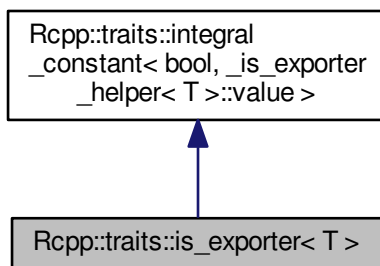 Rcpp::traits::integral
_constant< bool, _is_exporter
_helper< T >::value >
Rcpp::traits::is_exporter< T >